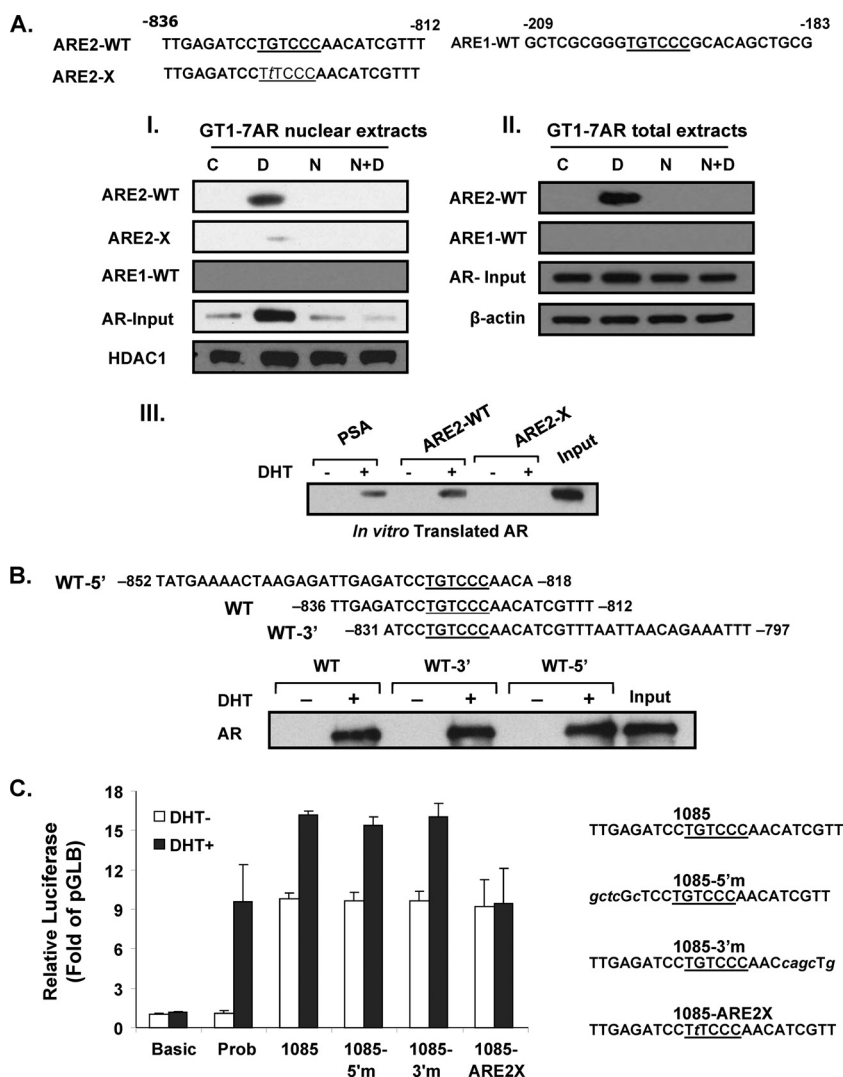 A.
-836 -812 -209 -183
ARE2-WT TTGAGATCCTGTCCCAACATCGTTT ARE1-WT GCTCGCGGGTGTCCCGCACAGCTGCG
ARE2-X TTGAGATCCTtTCCCAACATCGTTT
I.
GT1-7AR nuclear extracts
C D N N+D
ARE2-WT
ARE2-X
ARE1-WT
AR-Input
HDAC1
II.
GT1-7AR total extracts
C D N N+D
ARE2-WT
ARE1-WT
AR- Input
β-actin
III.
PSA ARE2-WT ARE2-X Input
DHT - + - + - +
In vitro Translated AR
B.
WT-5’ –852 TATGAAAACTAAGAGATTGAGATCCTGTCCCAACA –818
WT –836 TTGAGATCCTGTCCCAACATCGTTT –812
WT-3’ –831 ATCCTGTCCCAACATCGTTTAATTAACAGAAATTT –797
WT WT-3’ WT-5’
DHT – + – + – + Input
AR
C.
Relative Luciferase
(Fold of pGLB)
18
15
12
9
6
3
0
DHT-
DHT+
Basic Prob 1085 1085-5'm 1085-3'm 1085-ARE2X
1085
TTGAGATCCTGTCCCAACATCGTT
1085-5’m
gctcGcTCCTGTCCCAACATCGTT
1085-3’m
TTGAGATCCTGTCCCAACcagcTg
1085-ARE2X
TTGAGATCCTtTCCCAACATCGTT